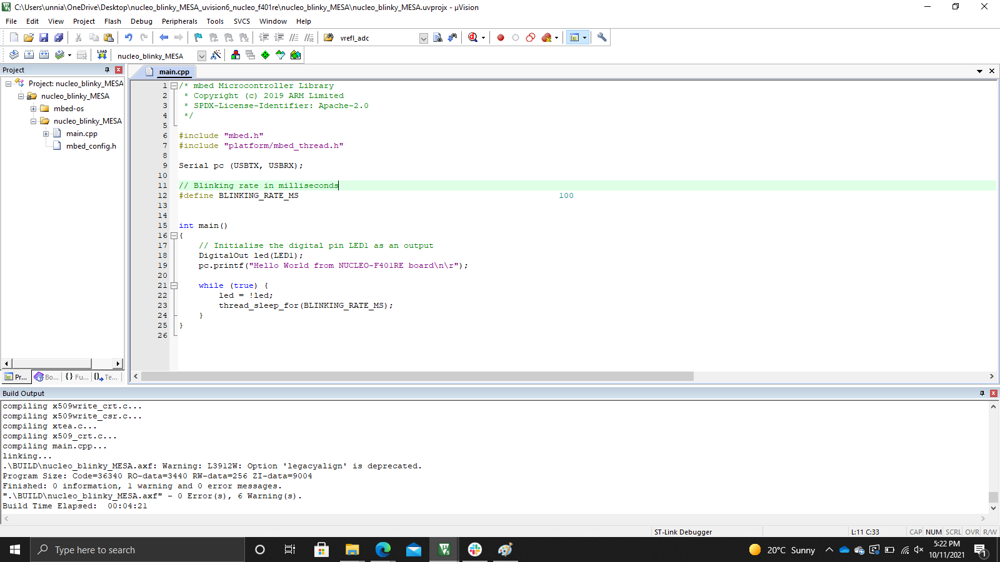 C:\Users\unnia\OneDrive\Desktop\nucleo_blinky_MESA_uvision6_nucleo_f401re\nucleo_blinky_MESA\nucleo_blinky_MESA.uvprojx - µVision
File Edit View Project Flash Debug Peripherals Tools SVCS Window Help
vrefl_adc
LOAD nucleo_blinky_MESA
Project
Project: nucleo_blinky_MESA
nucleo_blinky_MESA
mbed-os
nucleo_blinky_MESA
main.cpp
mbed_config.h
Pr... Bo... {} Fu... Te...
main.cpp
1 /* mbed Microcontroller Library
2 * Copyright (c) 2019 ARM Limited
3 * SPDX-License-Identifier: Apache-2.0
4 */
5
6 #include "mbed.h"
7 #include "platform/mbed_thread.h"
8
9 Serial pc (USBTX, USBRX);
10
11 // Blinking rate in milliseconds
12 #define BLINKING_RATE_MS 100
13
14
15 int main()
16 {
17 // Initialise the digital pin LED1 as an output
18 DigitalOut led(LED1);
19 pc.printf("Hello World from NUCLEO-F401RE board\n\r");
20
21 while (true) {
22 led = !led;
23 thread_sleep_for(BLINKING_RATE_MS);
24 }
25 }
26
Build Output
compiling x509write_crt.c...
compiling x509write_csr.c...
compiling xtea.c...
compiling x509_crt.c...
compiling main.cpp...
linking...
.\BUILD\nucleo_blinky_MESA.axf: Warning: L3912W: Option 'legacyalign' is deprecated.
Program Size: Code=36340 RO-data=3440 RW-data=256 ZI-data=9004
Finished: 0 information, 1 warning and 0 error messages.
".\BUILD\nucleo_blinky_MESA.axf" - 0 Error(s), 6 Warning(s).
Build Time Elapsed:  00:04:21
ST-Link Debugger L:11 C:33 CAP NUM SCRL OVR R/W
Type here to search
20°C Sunny
5:22 PM
10/11/2021
1